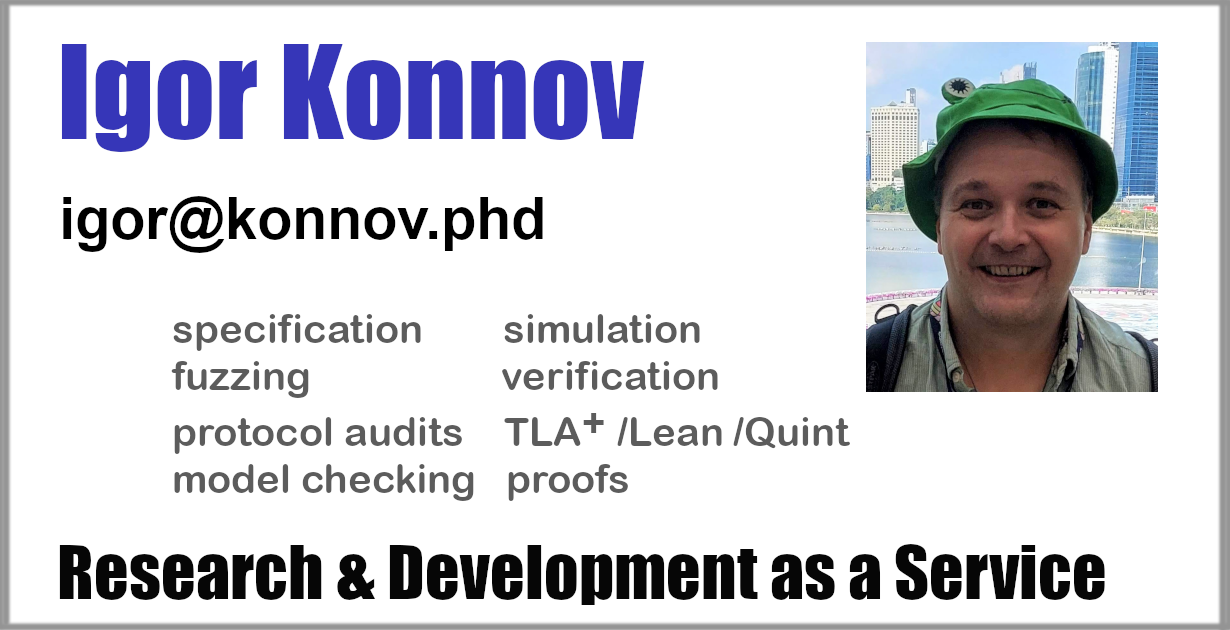 Igor Konnov
igor@konnov.phd
specification simulation
fuzzing verification
protocol audits TLA+ /Lean /Quint
model checking proofs
Research & Development as a Service